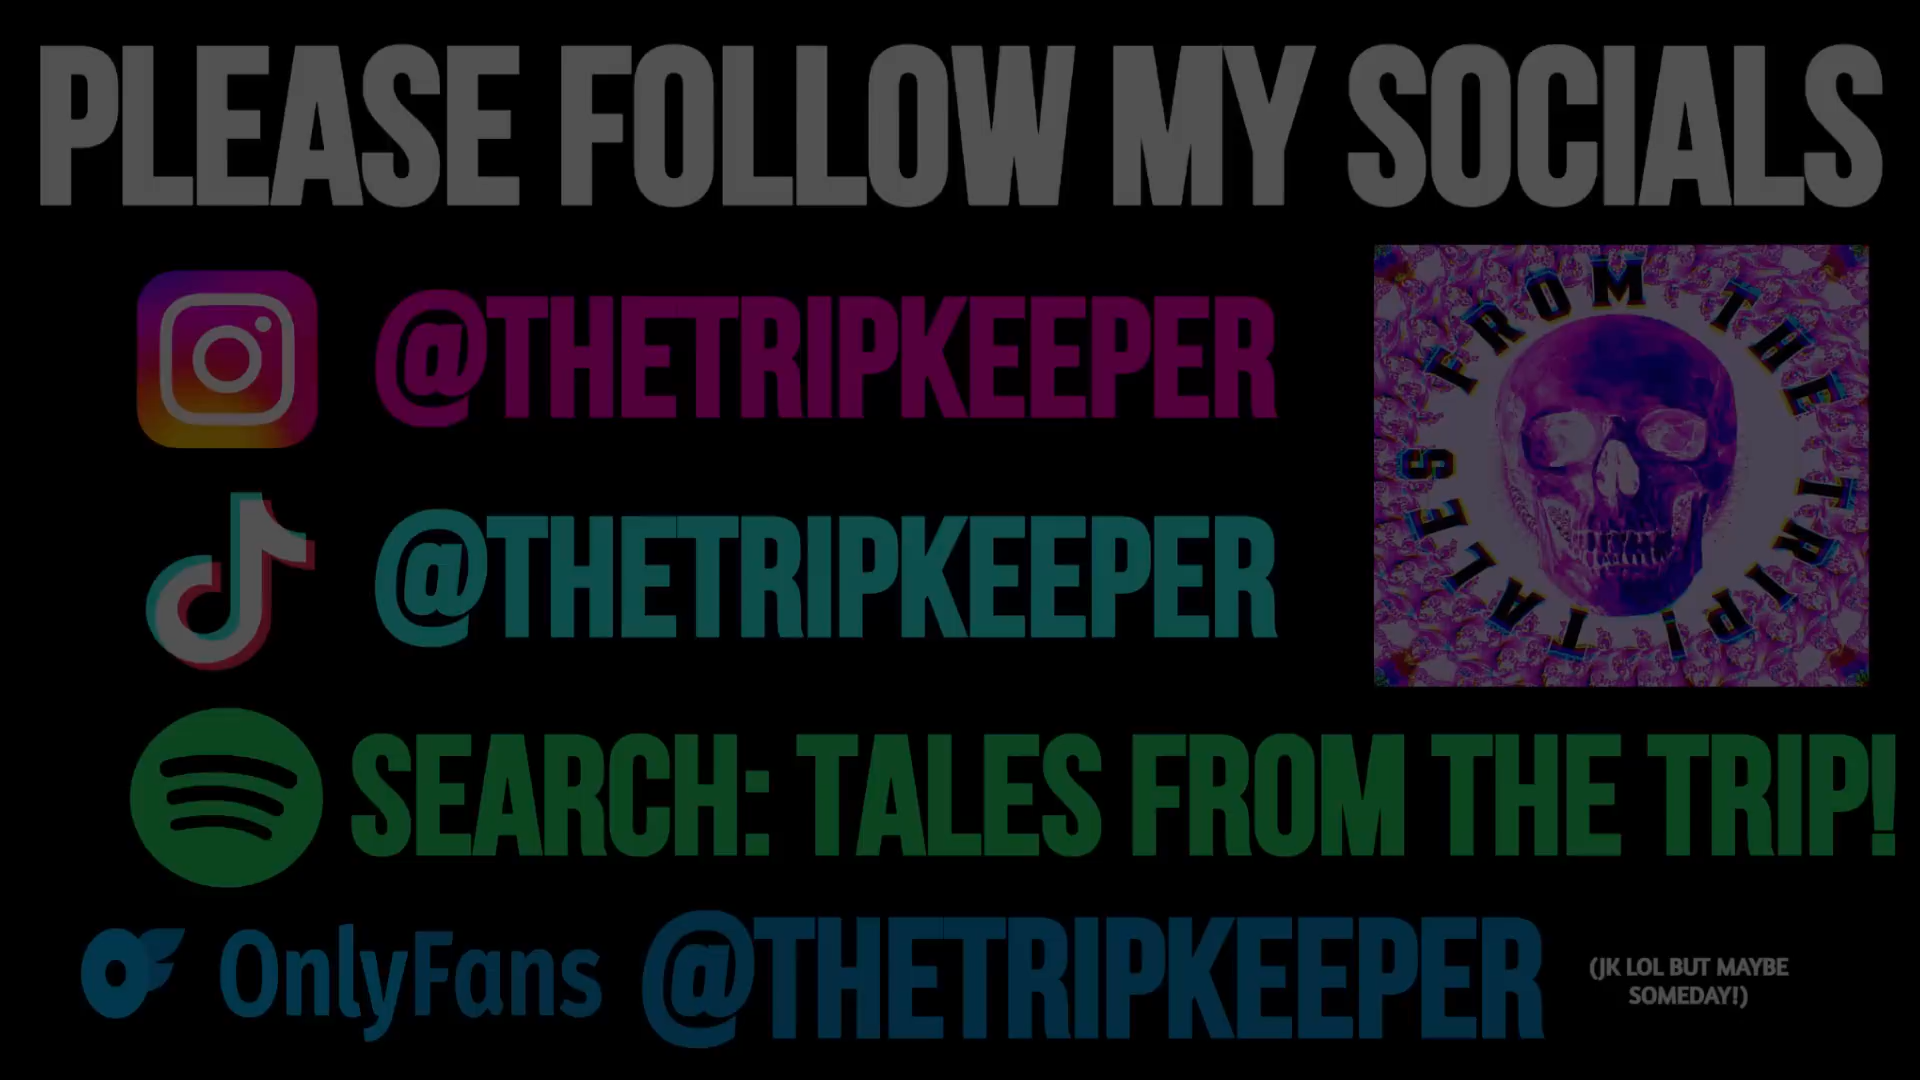 PLEASE FOLLOW MY SOCIALS
@THETRIPKEEPER
@THETRIPKEEPER
TALES FROM THE TRIP!
SEARCH: TALES FROM THE TRIP!
OnlyFans @THETRIPKEEPER
(JK LOL BUT MAYBE
SOMEDAY!)